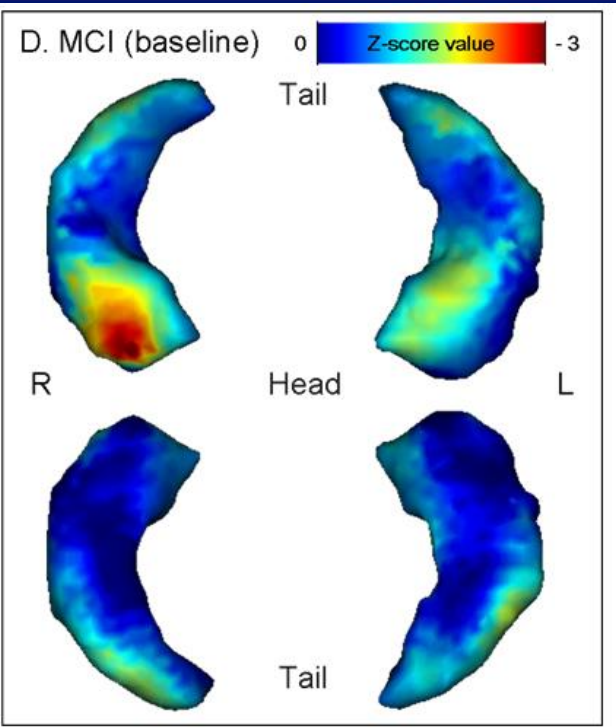 D. MCI (baseline)
0 Z-score value - 3
Tail
R Head L
Tail